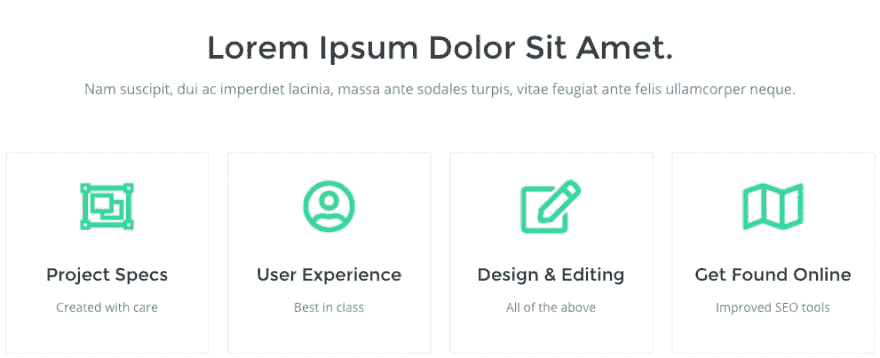 Lorem Ipsum Dolor Sit Amet.
Nam suscipit, dui ac imperdiet lacinia, massa ante sodales turpis, vitae feugiat ante felis ullamcorper neque.
Project Specs
Created with care
User Experience
Best in class
Design & Editing
All of the above
Get Found Online
Improved SEO tools